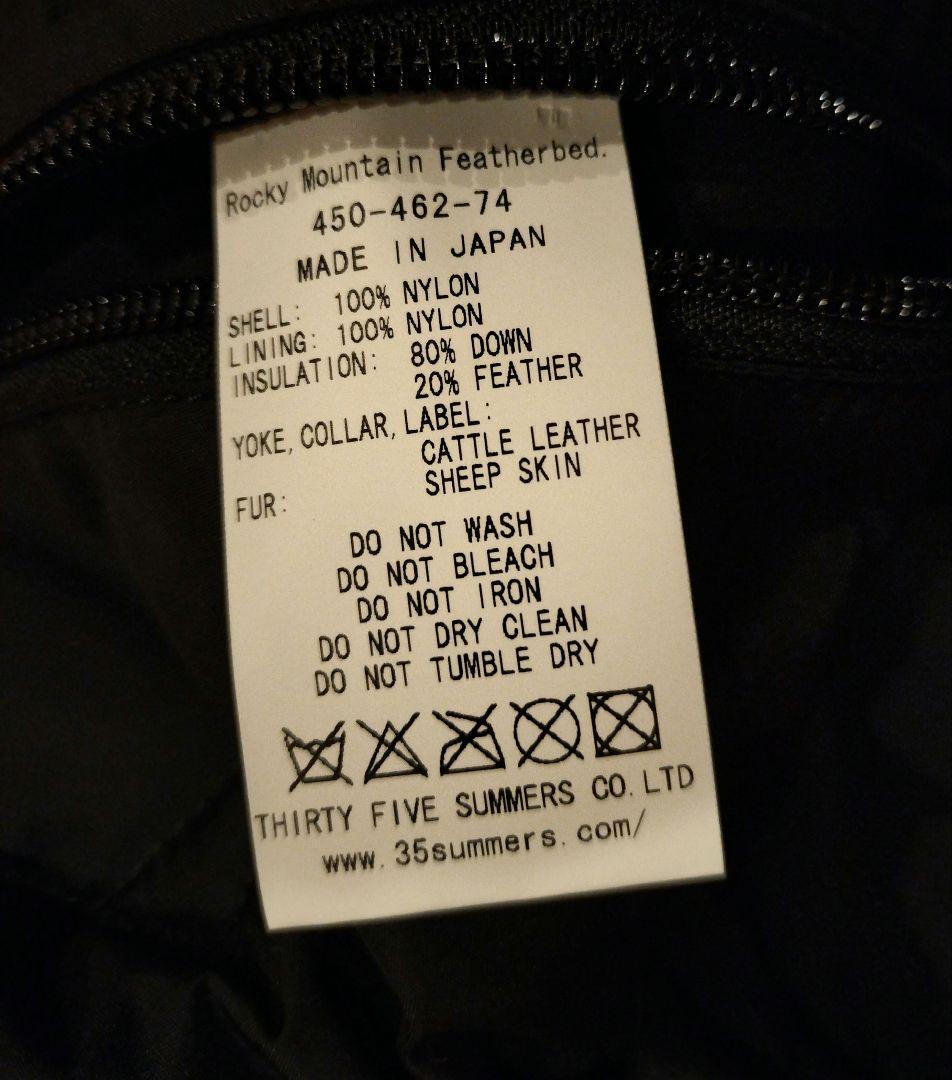 Rocky Mountain Featherbed.
450-462-74
MADE IN JAPAN
SHELL: 100% NYLON
LINING: 100% NYLON
INSULATION: 80% DOWN
20% FEATHER
YOKE, COLLAR, LABEL:
CATTLE LEATHER
FUR: SHEEP SKIN
DO NOT WASH
DO NOT BLEACH
DO NOT IRON
DO NOT DRY CLEAN
DO NOT TUMBLE DRY
THIRTY FIVE SUMMERS CO. LTD
www.35summers.com/